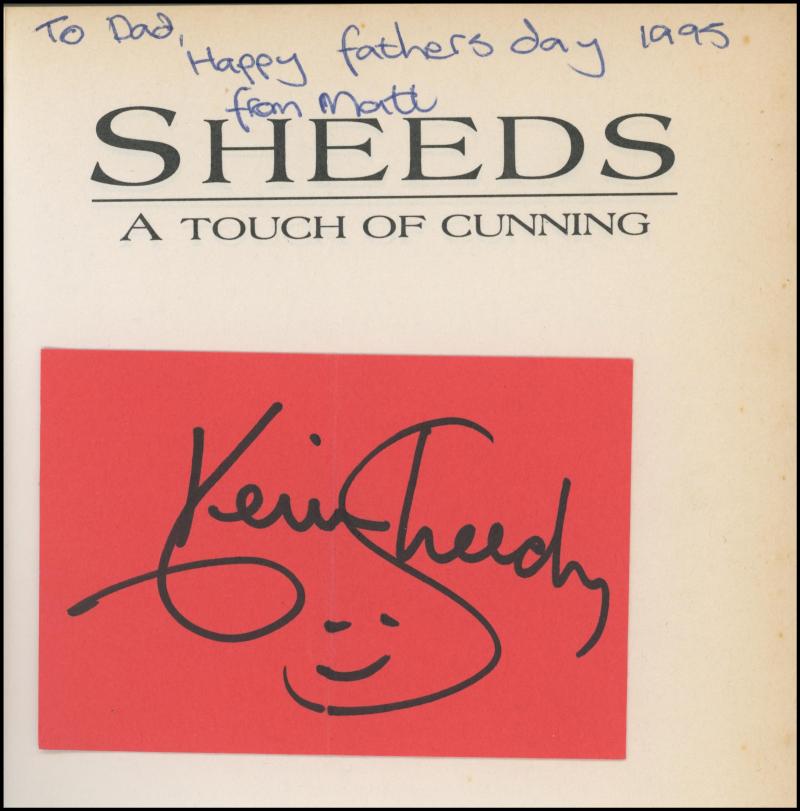 To Dad,
Happy fathers day 1995
from Matt
SHEEDS
A TOUCH OF CUNNING
Kevin Sheedy